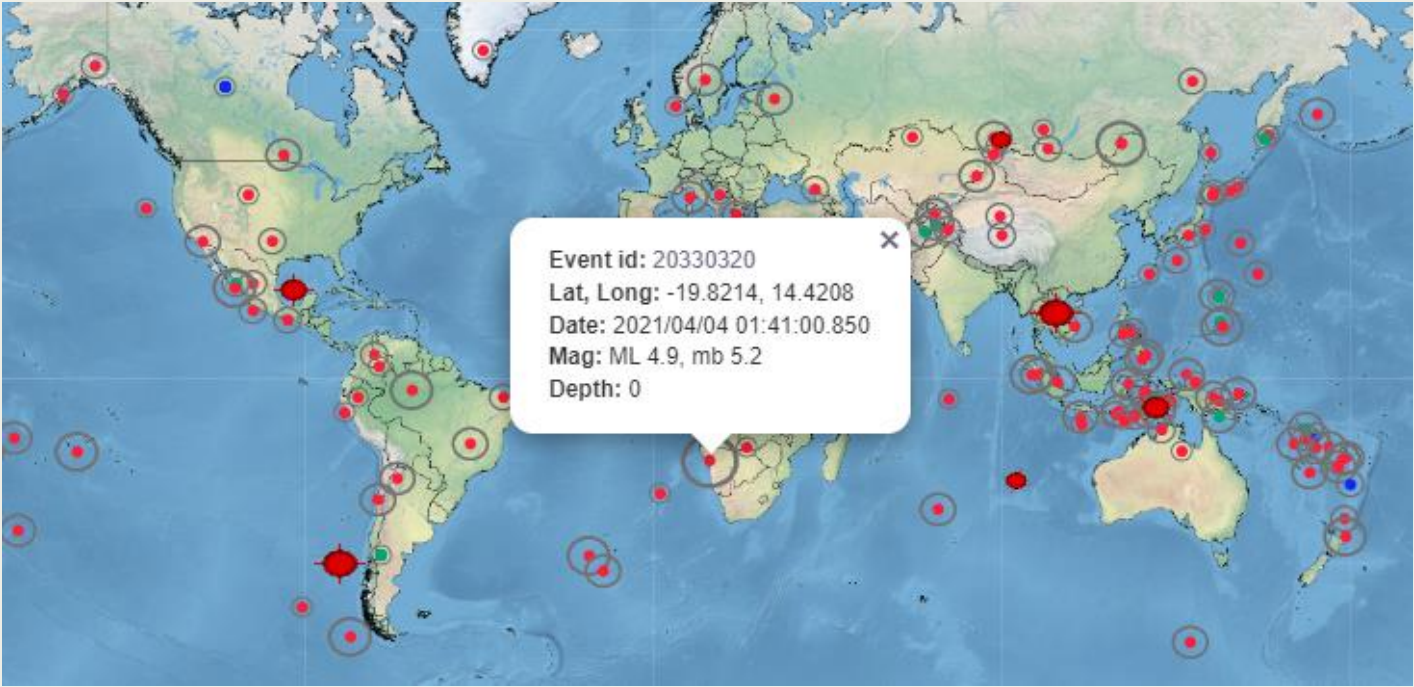 Event id: 20330320
Lat, Long: -19.8214, 14.4208
Date: 2021/04/04 01:41:00.850
Mag: ML 4.9, mb 5.2
Depth: 0